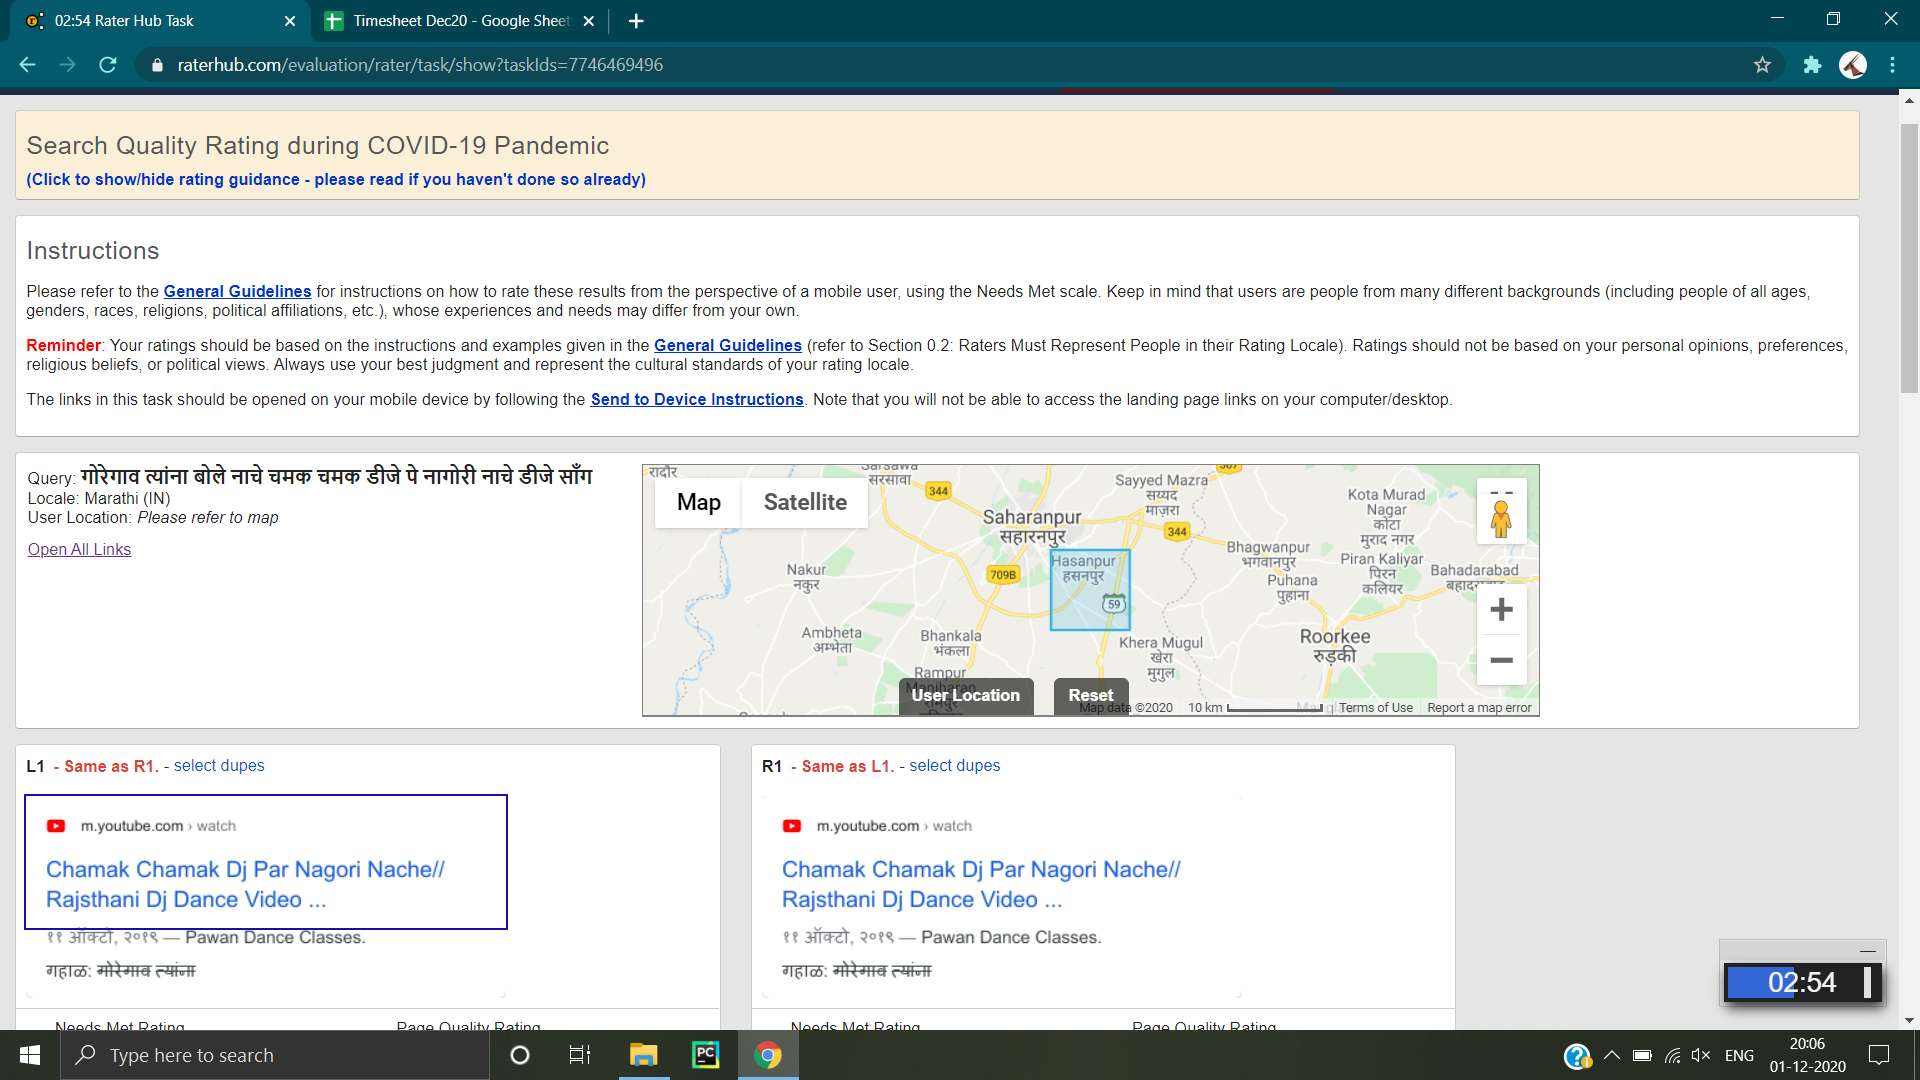 02:54 Rater Hub Task
Timesheet Dec20 - Google Sheet
raterhub.com/evaluation/rater/task/show?taskIds=7746469496
Search Quality Rating during COVID-19 Pandemic
(Click to show/hide rating guidance - please read if you haven't done so already)
Instructions
Please refer to the General Guidelines for instructions on how to rate these results from the perspective of a mobile user, using the Needs Met scale. Keep in mind that users are people from many different backgrounds (including people of all ages,
genders, races, religions, political affiliations, etc.), whose experiences and needs may differ from your own.
Reminder: Your ratings should be based on the instructions and examples given in the General Guidelines (refer to Section 0.2: Raters Must Represent People in their Rating Locale). Ratings should not be based on your personal opinions, preferences,
religious beliefs, or political views. Always use your best judgment and represent the cultural standards of your rating locale.
The links in this task should be opened on your mobile device by following the Send to Device Instructions. Note that you will not be able to access the landing page links on your computer/desktop.
Query: गोरेगाव त्यांना बोले नाचे चमक चमक डीजे पे नागोरी नाचे डीजे साँग
Locale: Marathi (IN)
User Location: Please refer to map
Open All Links
Map Satellite
रादौर
Sarsawa
सरसावा
344
Saharanpur
सहारनपुर
Sayyed Mazra
सय्यद
माज़रा
344
Kota Murad
Nagar
कोटा
मुराद नगर
Hasanpur
हसनपुर
709B
59
Nakur
नकुर
Bhagwanpur
भगवानपुर
Puhana
पुहाना
Piran Kaliyar
पिरन
कलियर
Bahadarabad
Ambheta
अम्भेता
Bhankala
भंकला
Khera Mugul
खेरा
मुगुल
Roorkee
रुड़की
Rampur
Maniharan
User Location
Reset
Map data ©2020 10 km Terms of Use Report a map error
L1 - Same as R1. - select dupes
m.youtube.com › watch
Chamak Chamak Dj Par Nagori Nache//
Rajsthani Dj Dance Video ...
११ ऑक्टो, २०१९ — Pawan Dance Classes.
गहाळ: गोरेगाव त्यांना
Needs Met Rating Page Quality Rating
R1 - Same as L1. - select dupes
m.youtube.com › watch
Chamak Chamak Dj Par Nagori Nache//
Rajsthani Dj Dance Video ...
११ ऑक्टो, २०१९ — Pawan Dance Classes.
गहाळ: गोरेगाव त्यांना
Needs Met Rating Page Quality Rating
02:54
Type here to search
PC
ENG
20:06
01-12-2020